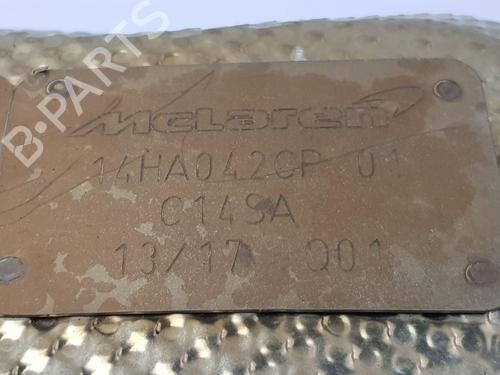 McLaren
14HA042CP 01
C14SA
13/17 Q01
B-PARTS